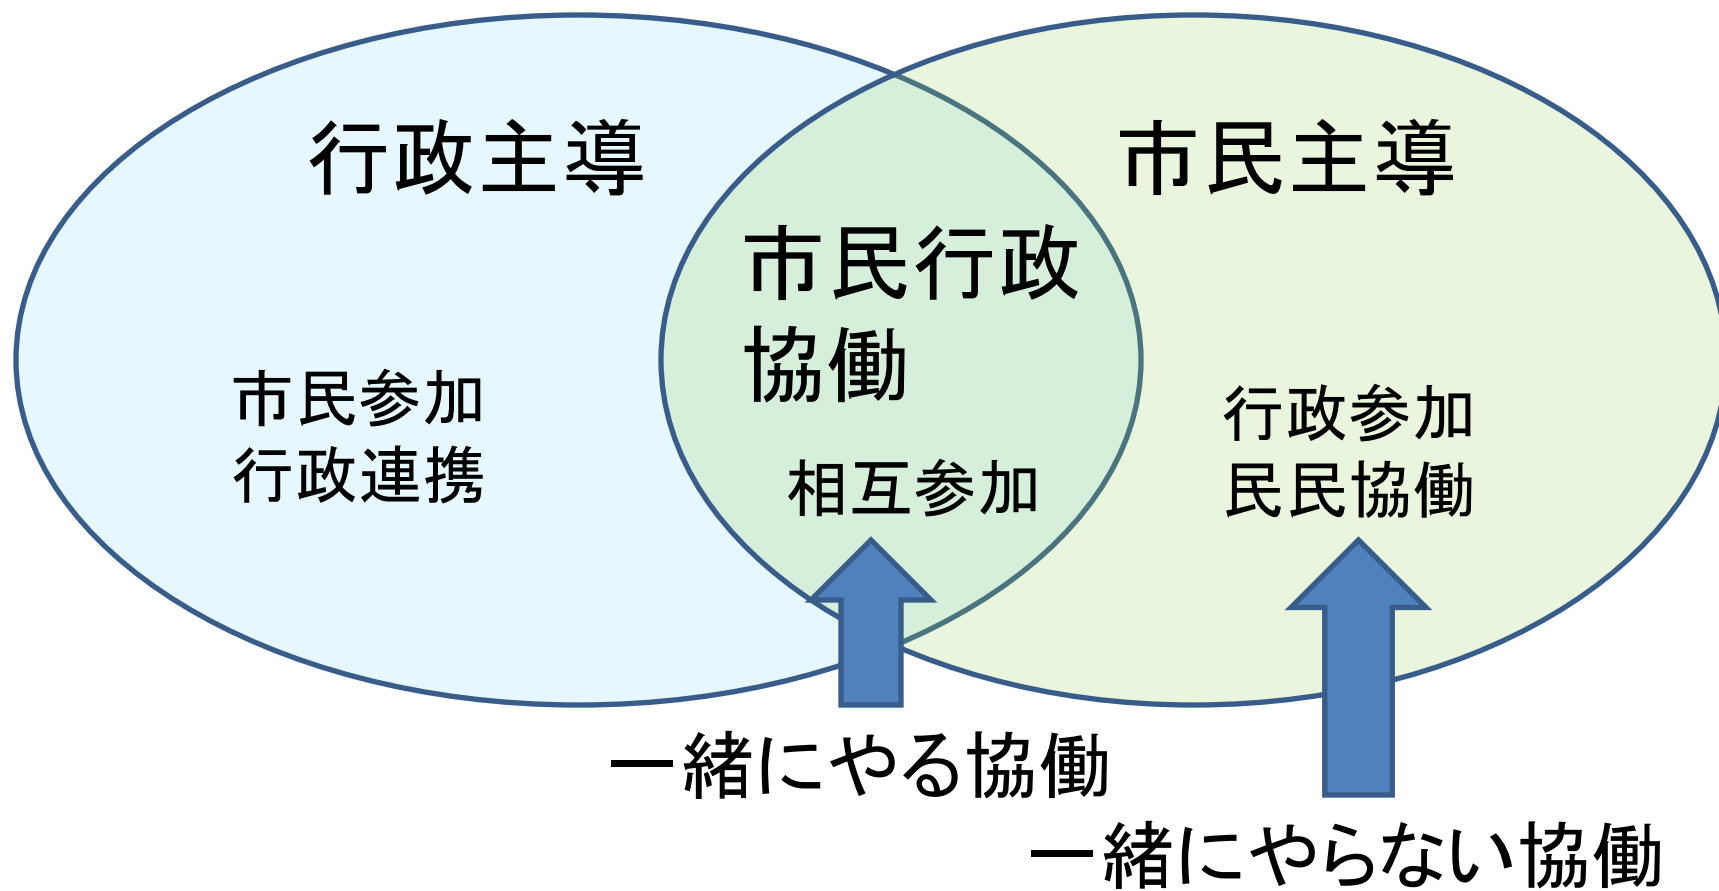 行政主導
市民参加
行政連携
市民行政
協働
相互参加
市民主導
行政参加
民民協働
一緒にやる協働
一緒にやらない協働